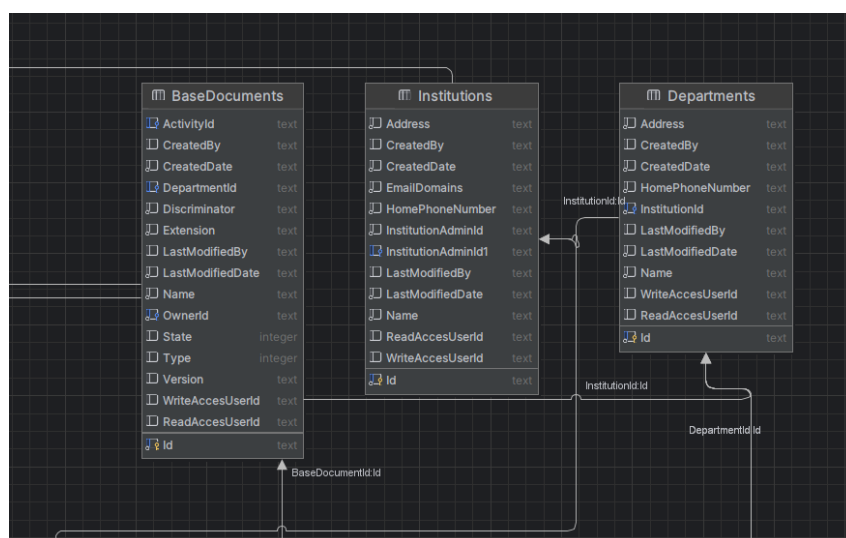 BaseDocuments
ActivityId text
CreatedBy text
CreatedDate text
DepartmentId text
Discriminator text
Extension text
LastModifiedBy text
LastModifiedDate text
Name text
OwnerId text
State integer
Type integer
Version text
WriteAccesUserId text
ReadAccesUserId text
Id text
BaseDocumentId:Id
Institutions
Address text
CreatedBy text
CreatedDate text
EmailDomains text
HomePhoneNumber text
InstitutionAdminId text
InstitutionAdminId1 text
LastModifiedBy text
LastModifiedDate text
Name text
ReadAccesUserId text
WriteAccesUserId text
Id text
InstitutionId:Id
Departments
Address text
CreatedBy text
CreatedDate text
HomePhoneNumber text
InstitutionId text
LastModifiedBy text
LastModifiedDate text
Name text
WriteAccesUserId text
ReadAccesUserId text
Id text
InstitutionId:Id
DepartmentId:Id